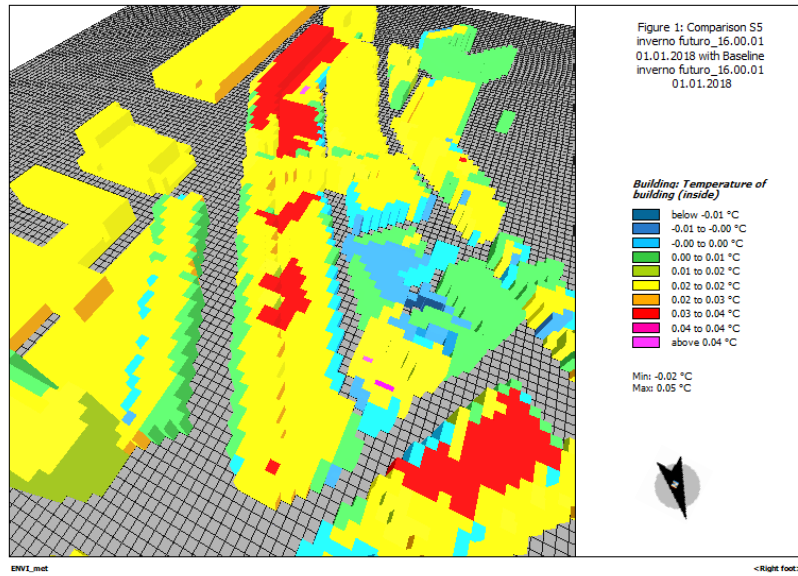 Figure 1: Comparison S5
inverno futuro_16.00.01
01.01.2018 with Baseline
inverno futuro_16.00.01
01.01.2018
Building: Temperature of
building (inside)
below -0.01 °C
-0.01 to -0.00 °C
-0.00 to 0.00 °C
0.00 to 0.01 °C
0.01 to 0.02 °C
0.02 to 0.02 °C
0.02 to 0.03 °C
0.03 to 0.04 °C
0.04 to 0.04 °C
above 0.04 °C
Min: -0.02 °C
Max: 0.05 °C
ENVI_met
<Right foot: